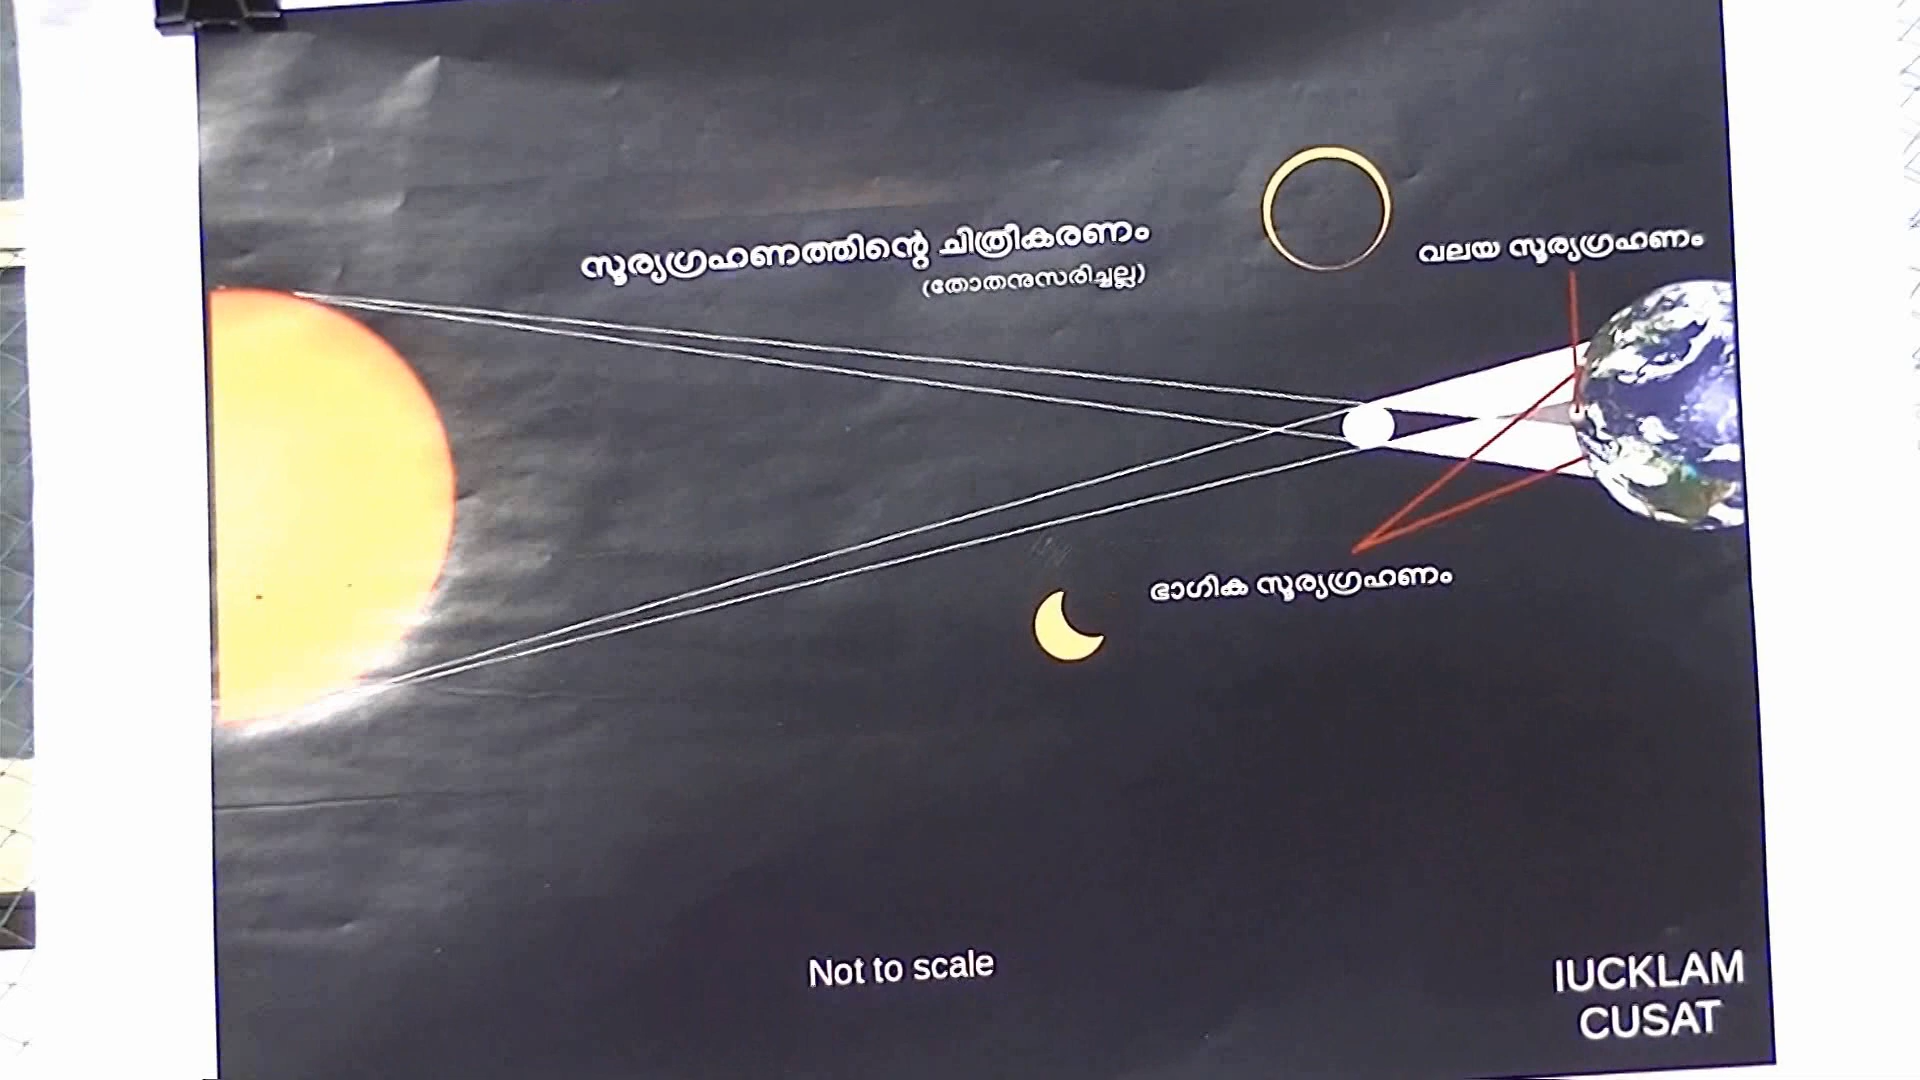 സൂര്യഗ്രഹണത്തിന്റെ ചിത്രീകരണം
(തോതനുസരിച്ചല്ല)
വലയ സൂര്യഗ്രഹണം
ഭാഗിക സൂര്യഗ്രഹണം
Not to scale
IUCKLAM
CUSAT